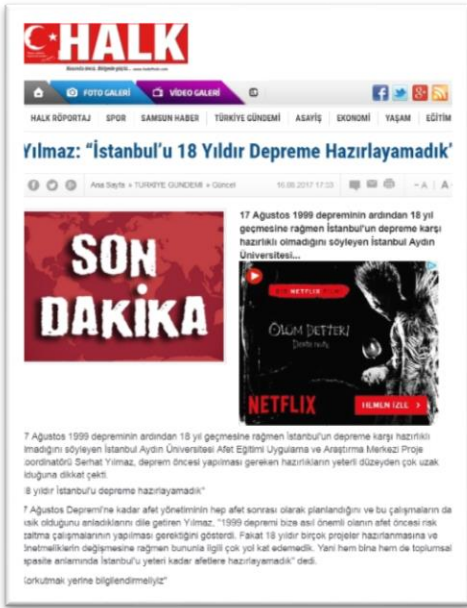 HALK
FOTO GALERİ
VİDEO GALERİ
HALK RÖPORTAJ SPOR SAMSUN HABER TÜRKİYE GÜNDEMİ ASAYİŞ EKONOMİ YAŞAM EĞİTİM
Yılmaz: “İstanbul’u 18 Yıldır Depreme Hazırlayamadık”
Ana Sayfa » TÜRKİYE GÜNDEMİ » Güncel 16.08.2017 17:03 - A A
17 Ağustos 1999 depreminin ardından 18 yıl
geçmesine rağmen İstanbul'un depreme karşı
hazırlıklı olmadığını söyleyen İstanbul Aydın
Üniversitesi...
SON
DAKİKA
NETFLIX
ÖLÜM DEFTERİ
NETFLIX
HEMEN İZLE
7 Ağustos 1999 depreminin ardından 18 yıl geçmesine rağmen İstanbul'un depreme karşı hazırlıklı
lmadığını söyleyen İstanbul Aydın Üniversitesi Afet Eğitimi Uygulama ve Araştırma Merkezi Proje
oordinatörü Serhat Yılmaz, deprem öncesi yapılması gereken hazırlıkların yeterli düzeyden çok uzak
lduğuna dikkat çekti.
8 yıldır İstanbul'u depreme hazırlayamadık"
7 Ağustos Depremi'ne kadar afet yönetiminin hep afet sonrası olarak planlandığını ve bu çalışmaların da
ksik olduğunu anladıklarını dile getiren Yılmaz, "1999 depremi bize asıl önemli olanın afet öncesi risk
zaltma çalışmalarının yapılması gerektiğini gösterdi. Fakat 18 yıldır birçok projeler hazırlanmasına ve
önetmeliklerin değişmesine rağmen bununla ilgili çok yol kat edemedik. Yani hem bina hem de toplumsal
apasite anlamında İstanbul'u yeteri kadar afetlere hazırlayamadık" dedi.
Korkutmak yerine bilgilendirmeliyiz"